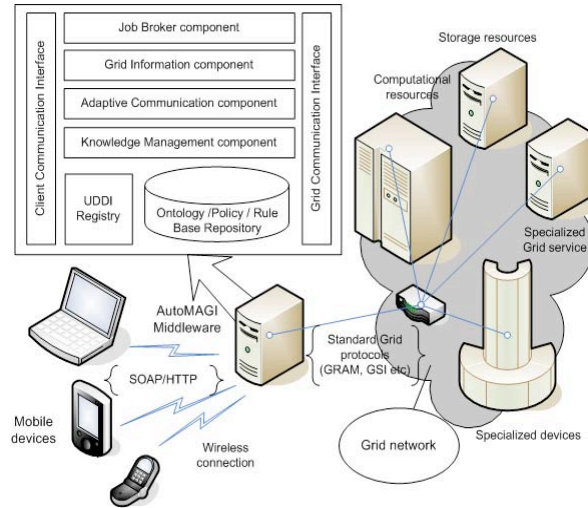 Client Communication Interface
Job Broker component
Grid Information component
Adaptive Communication component
Knowledge Management component
UDDI
Registry
Ontology /Policy / Rule
Base Repository
Grid Communication Interface
Storage resources
Computational
resources
Specialized
Grid service
AutoMAGI
Middleware
Standard Grid
protocols
(GRAM, GSI etc)
SOAP/HTTP
Mobile
devices
Wireless
connection
Grid network
Specialized devices